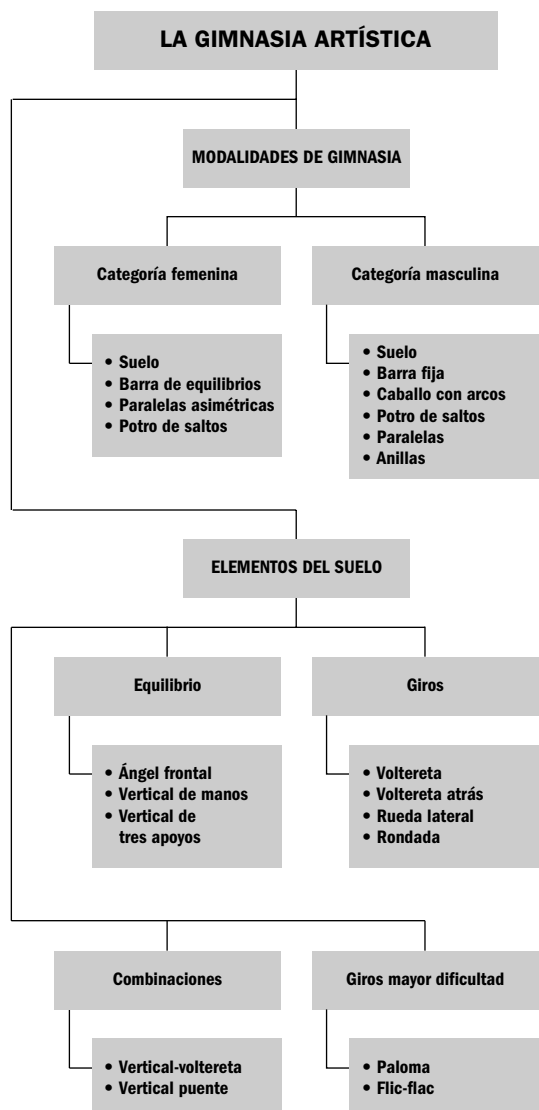 LA GIMNASIA ARTÍSTICA
MODALIDADES DE GIMNASIA
Categoría femenina
• Suelo
• Barra de equilibrios
• Paralelas asimétricas
• Potro de saltos
Categoría masculina
• Suelo
• Barra fija
• Caballo con arcos
• Potro de saltos
• Paralelas
• Anillas
ELEMENTOS DEL SUELO
Equilibrio
• Ángel frontal
• Vertical de manos
• Vertical de
tres apoyos
Giros
• Voltereta
• Voltereta atrás
• Rueda lateral
• Rondada
Combinaciones
• Vertical-voltereta
• Vertical puente
Giros mayor dificultad
• Paloma
• Flic-flac